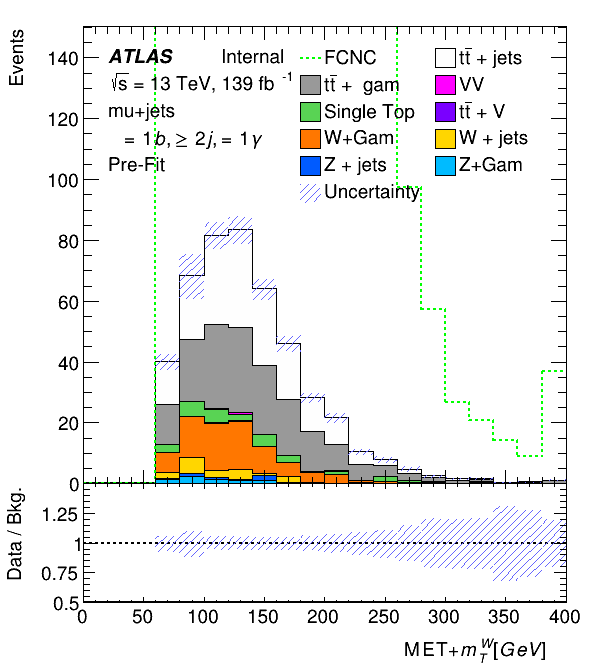 Events
140
120
100
80
60
40
20
0
ATLAS Internal
√s = 13 TeV, 139 fb⁻¹
mu+jets
= 1b, ≥ 2j, = 1γ
Pre-Fit
FCNC
tt̄ + gam
Single Top
W+Gam
Z + jets
Uncertainty
tt̄ + jets
VV
tt̄ + V
W + jets
Z+Gam
Data / Bkg.
1.25
1
0.75
0.5
0 50 100 150 200 250 300 350 400
MET+m_T^W[GeV]